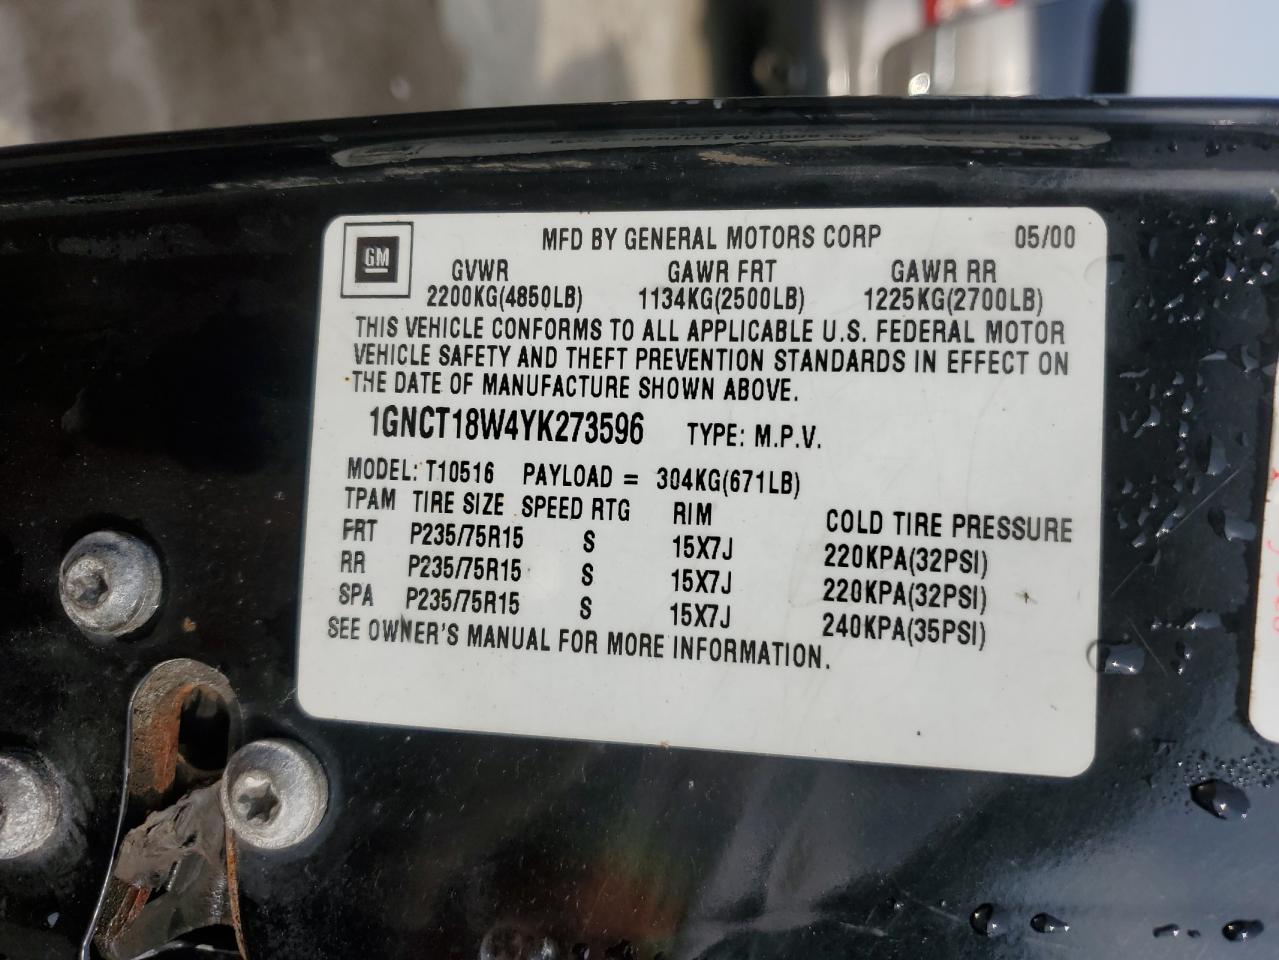 GM
MFD BY GENERAL MOTORS CORP 05/00
GVWR GAWR FRT GAWR RR
2200KG(4850LB) 1134KG(2500LB) 1225KG(2700LB)
THIS VEHICLE CONFORMS TO ALL APPLICABLE U.S. FEDERAL MOTOR
VEHICLE SAFETY AND THEFT PREVENTION STANDARDS IN EFFECT ON
THE DATE OF MANUFACTURE SHOWN ABOVE.
1GNCT18W4YK273596 TYPE: M.P.V.
MODEL: T10516 PAYLOAD = 304KG(671LB)
TPAM TIRE SIZE SPEED RTG RIM COLD TIRE PRESSURE
FRT P235/75R15 S 15X7J 220KPA(32PSI)
RR P235/75R15 S 15X7J 220KPA(32PSI)
SPA P235/75R15 S 15X7J 240KPA(35PSI)
SEE OWNER'S MANUAL FOR MORE INFORMATION.